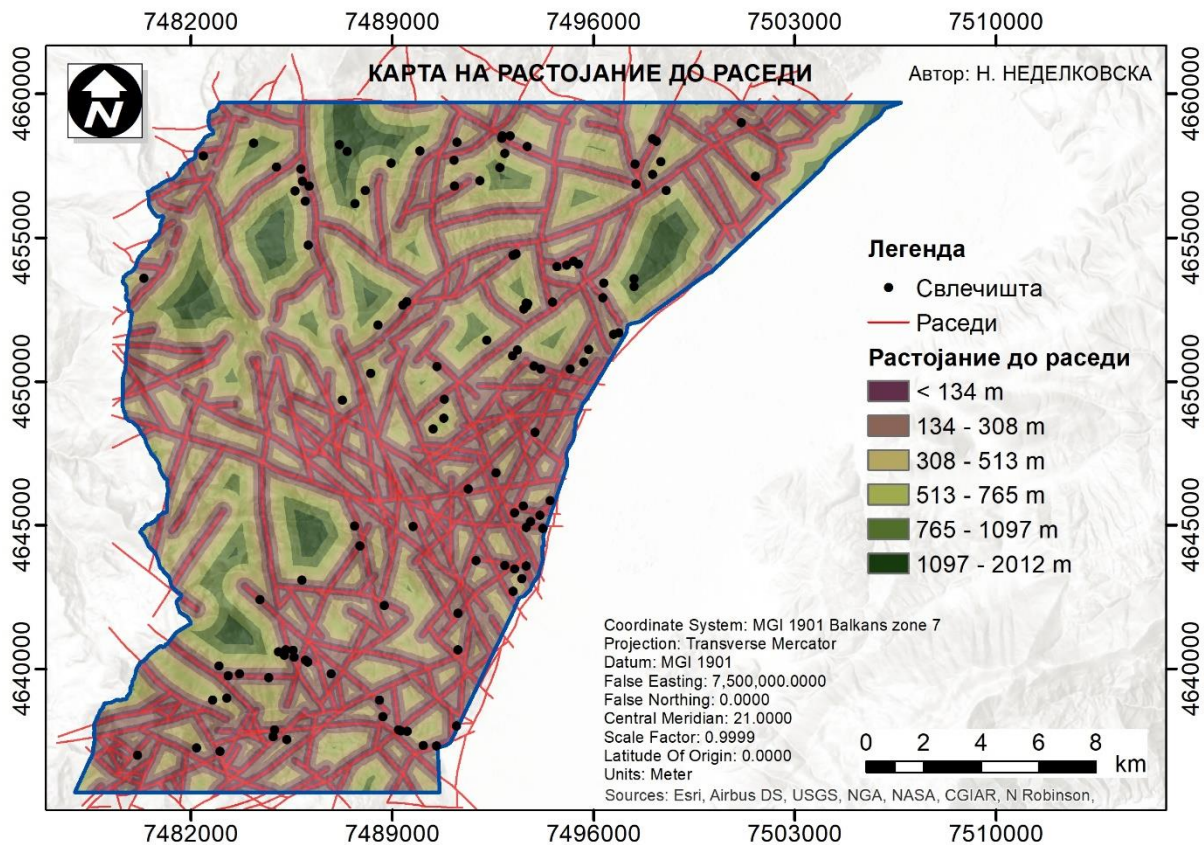 7482000 7489000 7496000 7503000 7510000
КАРТА НА РАСТОЈАНИЕ ДО РАСЕДИ
Автор: Н. НЕДЕЛКОВСКА
N
4660000 4660000
4655000 4655000
4650000 4650000
4645000 4645000
4640000 4640000
Легенда
Свлечишта
Раседи
Растојание до раседи
< 134 m
134 - 308 m
308 - 513 m
513 - 765 m
765 - 1097 m
1097 - 2012 m
Coordinate System: MGI 1901 Balkans zone 7
Projection: Transverse Mercator
Datum: MGI 1901
False Easting: 7,500,000.0000
False Northing: 0.0000
Central Meridian: 21.0000
Scale Factor: 0.9999
Latitude Of Origin: 0.0000
Units: Meter
0 2 4 6 8
km
Sources: Esri, Airbus DS, USGS, NGA, NASA, CGIAR, N Robinson,
7482000 7489000 7496000 7503000 7510000